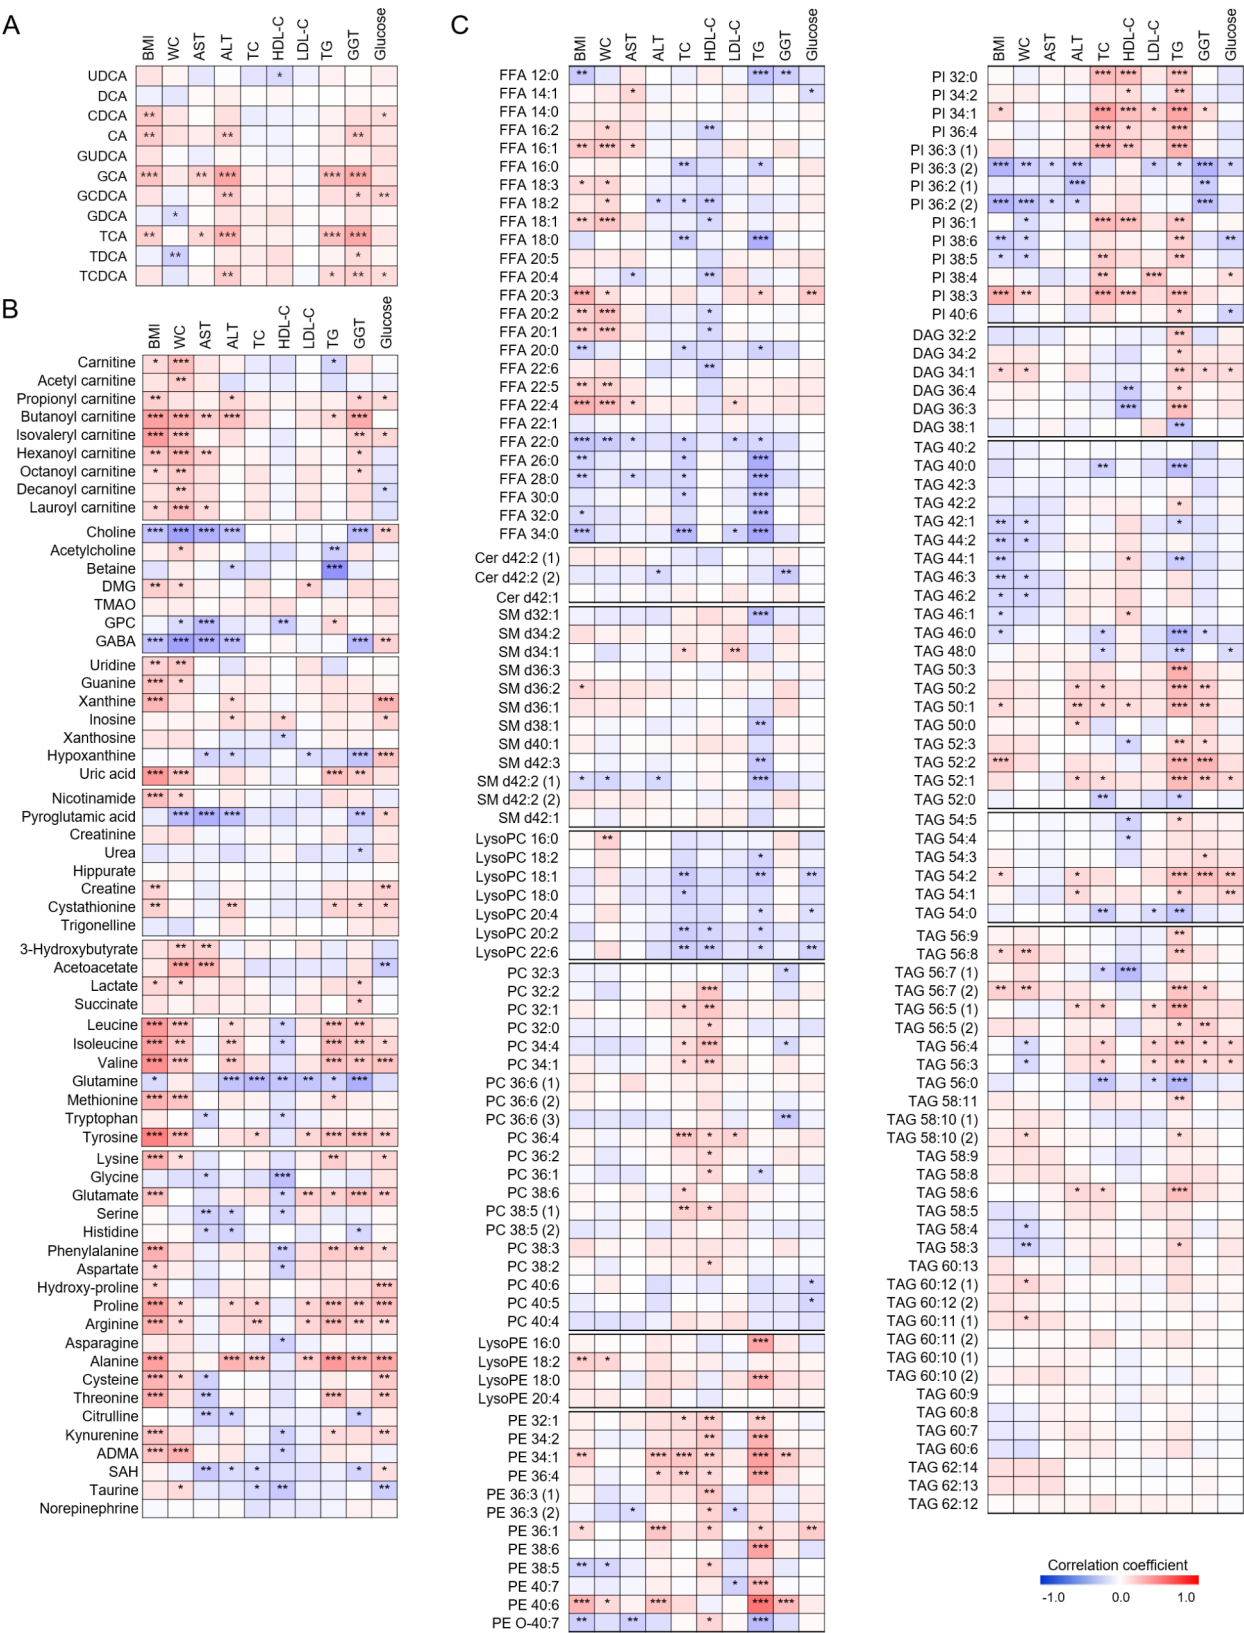 A
BMI WC AST ALT TC HDL-C LDL-C TG GGT Glucose
UDCA *
DCA
CDCA ** *
CA ** ** **
GUDCA
GCA *** ** *** *** ***
GCDCA ** * **
GDCA *
TCA ** * *** *** ***
TDCA ** *
TCDCA ** * ** *
B
BMI WC AST ALT TC HDL-C LDL-C TG GGT Glucose
Carnitine * *** *
Acetyl carnitine **
Propionyl carnitine ** * * *
Butanoyl carnitine *** *** ** *** * ***
Isovaleryl carnitine *** *** ** *
Hexanoyl carnitine ** *** ** *
Octanoyl carnitine * ** *
Decanoyl carnitine ** *
Lauroyl carnitine * *** *
Choline *** *** *** *** *** **
Acetylcholine * **
Betaine * ***
DMG ** * *
TMAO
GPC * *** ** *
GABA *** *** *** *** *** **
Uridine ** **
Guanine *** *
Xanthine *** * ***
Inosine * * *
Xanthosine *
Hypoxanthine * * * *** ***
Uric acid *** *** *** **
Nicotinamide *** *
Pyroglutamic acid *** *** *** ** *
Creatinine
Urea *
Hippurate
Creatine ** **
Cystathionine ** ** * * *
Trigonelline
3-Hydroxybutyrate ** **
Acetoacetate *** *** **
Lactate * * *
Succinate *
Leucine *** *** * * *** **
Isoleucine *** ** ** * *** ** *
Valine *** *** ** *** ** ***
Glutamine * *** *** ** ** * ***
Methionine *** *** *
Tryptophan * *
Tyrosine *** *** * * *** *** **
Lysine *** * ** *
Glycine * ***
Glutamate *** * ** * *** **
Serine ** * *
Histidine * * *
Phenylalanine *** ** ** ** *
Aspartate * *
Hydroxy-proline * ***
Proline *** * * * * *** ** ***
Arginine *** * ** * *** ** **
Asparagine *
Alanine *** *** *** ** *** *** ***
Cysteine *** * * **
Threonine *** ** *** **
Citrulline ** * *
Kynurenine *** * * **
ADMA *** *** *
SAH ** * * * *
Taurine * * ** **
Norepinephrine
C
BMI WC AST ALT TC HDL-C LDL-C TG GGT Glucose
FFA 12:0 ** *** **
FFA 14:1 * *
FFA 14:0
FFA 16:2 * **
FFA 16:1 ** *** *
FFA 16:0 ** *
FFA 18:3 * *
FFA 18:2 * * * **
FFA 18:1 ** *** *
FFA 18:0 ** ***
FFA 20:5
FFA 20:4 * **
FFA 20:3 *** * * **
FFA 20:2 ** *** *
FFA 20:1 ** *** *
FFA 20:0 ** * *
FFA 22:6 **
FFA 22:5 ** **
FFA 22:4 *** *** * *
FFA 22:1
FFA 22:0 *** ** * * * *
FFA 26:0 ** * ***
FFA 28:0 ** * * ***
FFA 30:0 * ***
FFA 32:0 * ***
FFA 34:0 *** *** * ***
Cer d42:2 (1)
Cer d42:2 (2) * **
Cer d42:1
SM d32:1 ***
SM d34:2
SM d34:1 * **
SM d36:3
SM d36:2 *
SM d36:1
SM d38:1 **
SM d40:1
SM d42:3 **
SM d42:2 (1) * * * ***
SM d42:2 (2)
SM d42:1
LysoPC 16:0 **
LysoPC 18:2 *
LysoPC 18:1 ** ** **
LysoPC 18:0 *
LysoPC 20:4 * *
LysoPC 20:2 ** * *
LysoPC 22:6 ** ** * **
PC 32:3 *
PC 32:2 ***
PC 32:1 * **
PC 32:0 *
PC 34:4 * *** *
PC 34:1 * **
PC 36:6 (1)
PC 36:6 (2)
PC 36:6 (3) **
PC 36:4 *** * *
PC 36:2 *
PC 36:1 * *
PC 38:6 *
PC 38:5 (1) ** *
PC 38:5 (2)
PC 38:3
PC 38:2 *
PC 40:6 *
PC 40:5 *
PC 40:4
LysoPE 16:0 ***
LysoPE 18:2 ** *
LysoPE 18:0 ***
LysoPE 20:4
PE 32:1 * ** **
PE 34:2 ** ***
PE 34:1 ** *** *** ** *** **
PE 36:4 * ** * ***
PE 36:3 (1) **
PE 36:3 (2) * * *
PE 36:1 * *** * * **
PE 38:6 ***
PE 38:5 ** * *
PE 40:7 * ***
PE 40:6 *** * *** *** ***
PE O-40:7 ** ** * ***
BMI WC AST ALT TC HDL-C LDL-C TG GGT Glucose
PI 32:0 *** *** ***
PI 34:2 * **
PI 34:1 * *** *** * *** *
PI 36:4 *** * ***
PI 36:3 (1) *** ** ***
PI 36:3 (2) *** ** * ** * * *** *
PI 36:2 (1) *** **
PI 36:2 (2) *** *** * * ***
PI 36:1 * *** *** **
PI 38:6 ** * ** **
PI 38:5 * * ** **
PI 38:4 ** *** *
PI 38:3 *** ** *** *** ***
PI 40:6 * *
DAG 32:2 **
DAG 34:2 *
DAG 34:1 * * ** * *
DAG 36:4 ** *
DAG 36:3 *** ***
DAG 38:1 **
TAG 40:2
TAG 40:0 ** ***
TAG 42:3
TAG 42:2 *
TAG 42:1 ** * *
TAG 44:2 ** *
TAG 44:1 ** * **
TAG 46:3 ** *
TAG 46:2 * *
TAG 46:1 * *
TAG 46:0 * * *** *
TAG 48:0 * ** *
TAG 50:3 ***
TAG 50:2 * * *** **
TAG 50:1 * ** * * *** **
TAG 50:0 *
TAG 52:3 * ** *
TAG 52:2 *** *** ***
TAG 52:1 * * *** ** *
TAG 52:0 ** *
TAG 54:5 * *
TAG 54:4 *
TAG 54:3 *
TAG 54:2 * * *** *** **
TAG 54:1 * * **
TAG 54:0 ** * **
TAG 56:9 **
TAG 56:8 * ** **
TAG 56:7 (1) * ***
TAG 56:7 (2) ** ** *** *
TAG 56:5 (1) * * * ***
TAG 56:5 (2) * **
TAG 56:4 * * * ** * *
TAG 56:3 * * * ** * *
TAG 56:0 ** * ***
TAG 58:11 **
TAG 58:10 (1)
TAG 58:10 (2) * *
TAG 58:9
TAG 58:8
TAG 58:6 * * ***
TAG 58:5
TAG 58:4 *
TAG 58:3 ** *
TAG 60:13
TAG 60:12 (1) *
TAG 60:12 (2)
TAG 60:11 (1) *
TAG 60:11 (2)
TAG 60:10 (1)
TAG 60:10 (2)
TAG 60:9
TAG 60:8
TAG 60:7
TAG 60:6
TAG 62:14
TAG 62:13
TAG 62:12
Correlation coefficient
-1.0 0.0 1.0